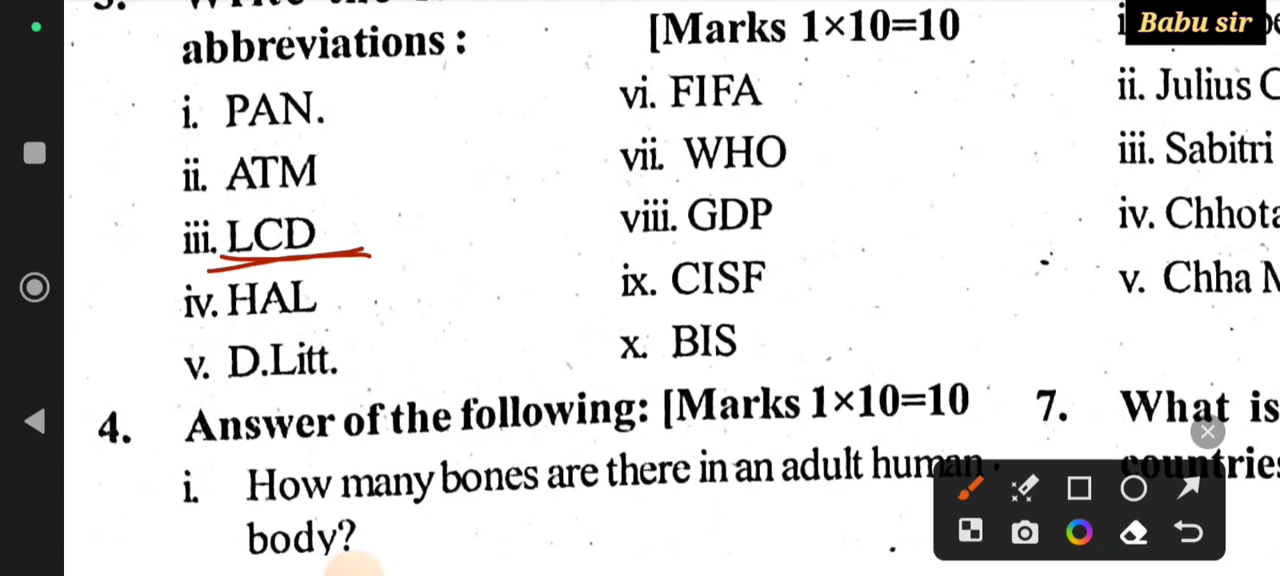 abbreviations : [Marks 1×10=10
i. PAN.
ii. ATM
iii. LCD
iv. HAL
v. D.Litt.
vi. FIFA
vii. WHO
viii. GDP
ix. CISF
x. BIS
4. Answer of the following: [Marks 1×10=10
i. How many bones are there in an adult human
body?
Babu sir
ii. Julius
iii. Sabitri
iv.
v. Chha
7. What is